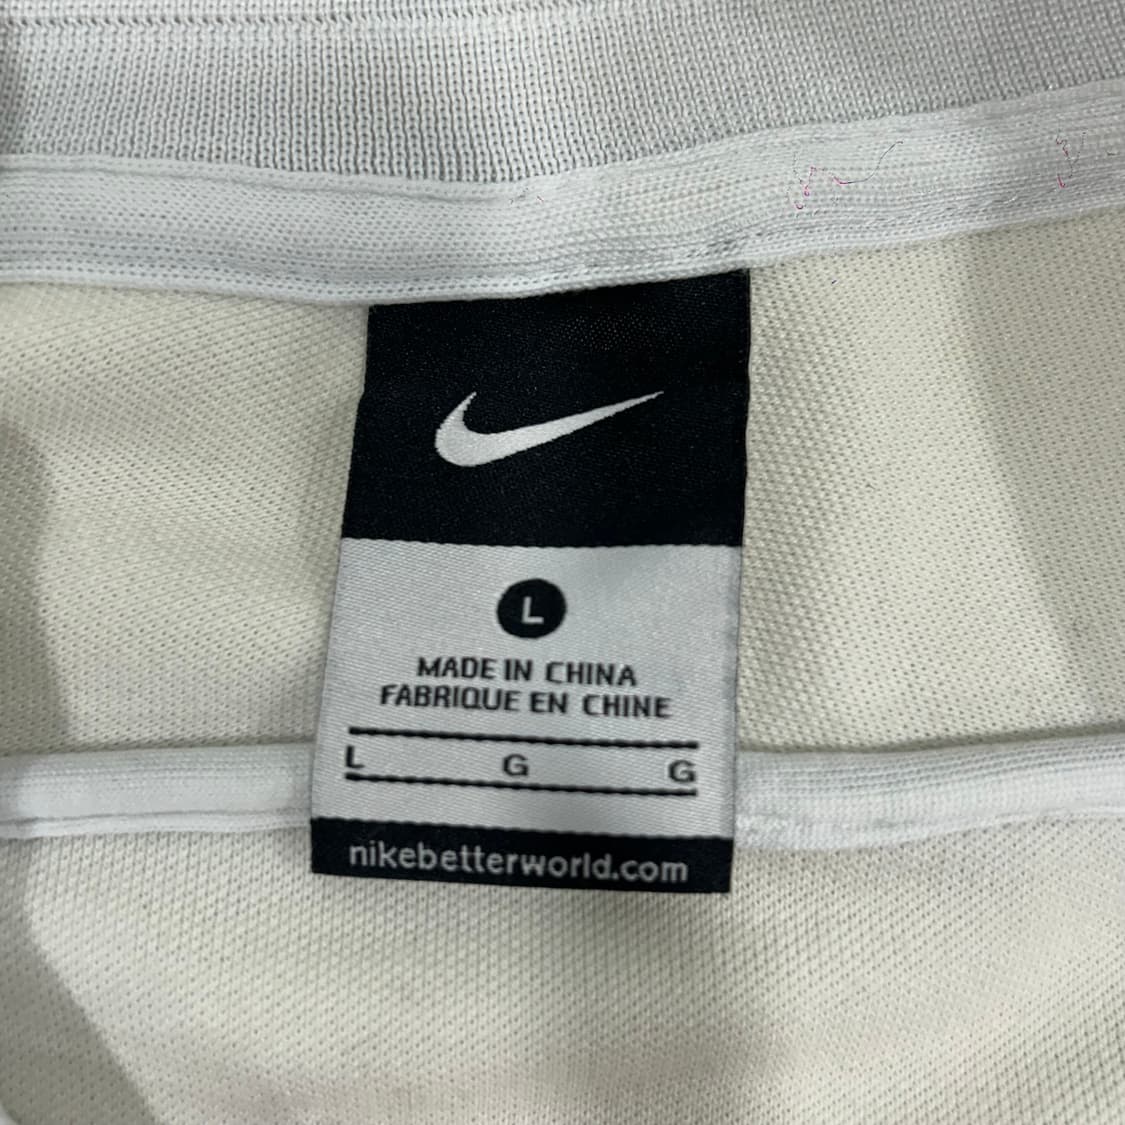 L
MADE IN CHINA
FABRIQUE EN CHINE
L G G
nikebetterworld.com